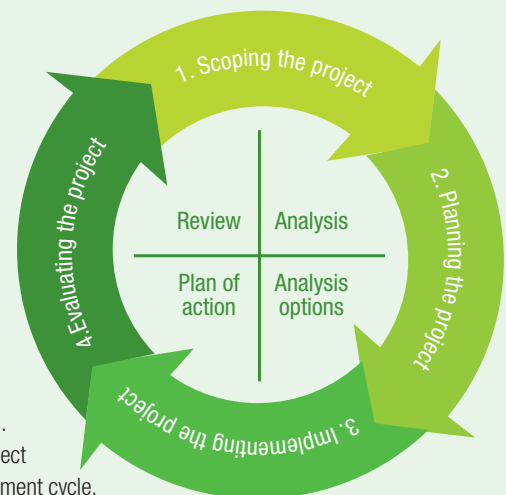 1. Scoping the project
2. Planning the project
3. Implementing the project
4.Evaluating the project
Review
Analysis
Plan of
action
Analysis
options
.
ect
ment cycle.